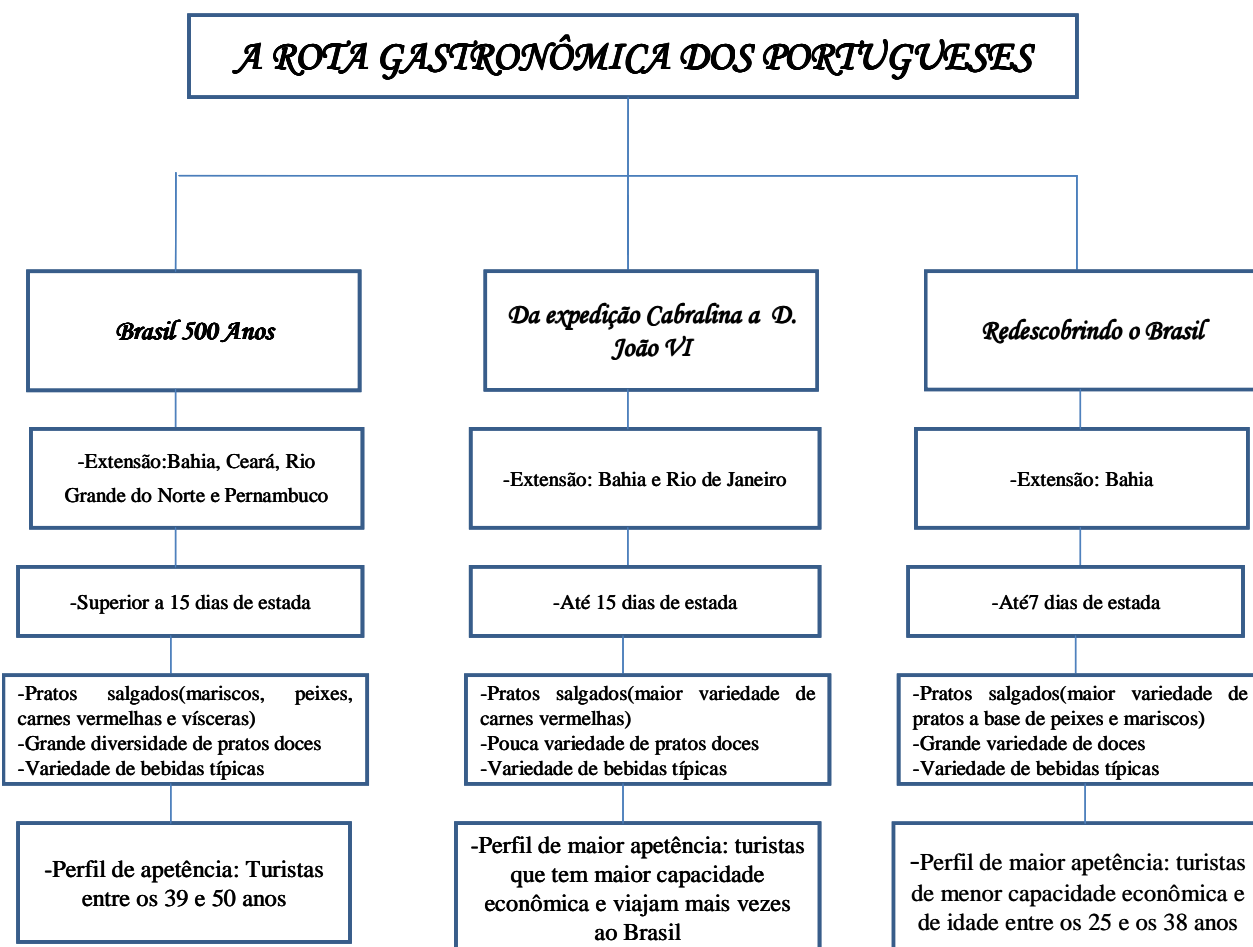 A ROTA GASTRONÔMICA DOS PORTUGUESES
Brasil 500 Anos
-Extensão:Bahia, Ceará, Rio
Grande do Norte e Pernambuco
-Superior a 15 dias de estada
-Pratos salgados(mariscos, peixes,
carnes vermelhas e vísceras)
-Grande diversidade de pratos doces
-Variedade de bebidas típicas
-Perfil de apetência: Turistas
entre os 39 e 50 anos
Da expedição Cabralina a D.
João VI
-Extensão: Bahia e Rio de Janeiro
-Até 15 dias de estada
-Pratos salgados(maior variedade de
carnes vermelhas)
-Pouca variedade de pratos doces
-Variedade de bebidas típicas
-Perfil de maior apetência: turistas
que tem maior capacidade
econômica e viajam mais vezes
ao Brasil
Redescobrindo o Brasil
-Extensão: Bahia
-Até7 dias de estada
-Pratos salgados(maior variedade de
pratos a base de peixes e mariscos)
-Grande variedade de doces
-Variedade de bebidas típicas
-Perfil de maior apetência: turistas
de menor capacidade econômica e
de idade entre os 25 e os 38 anos